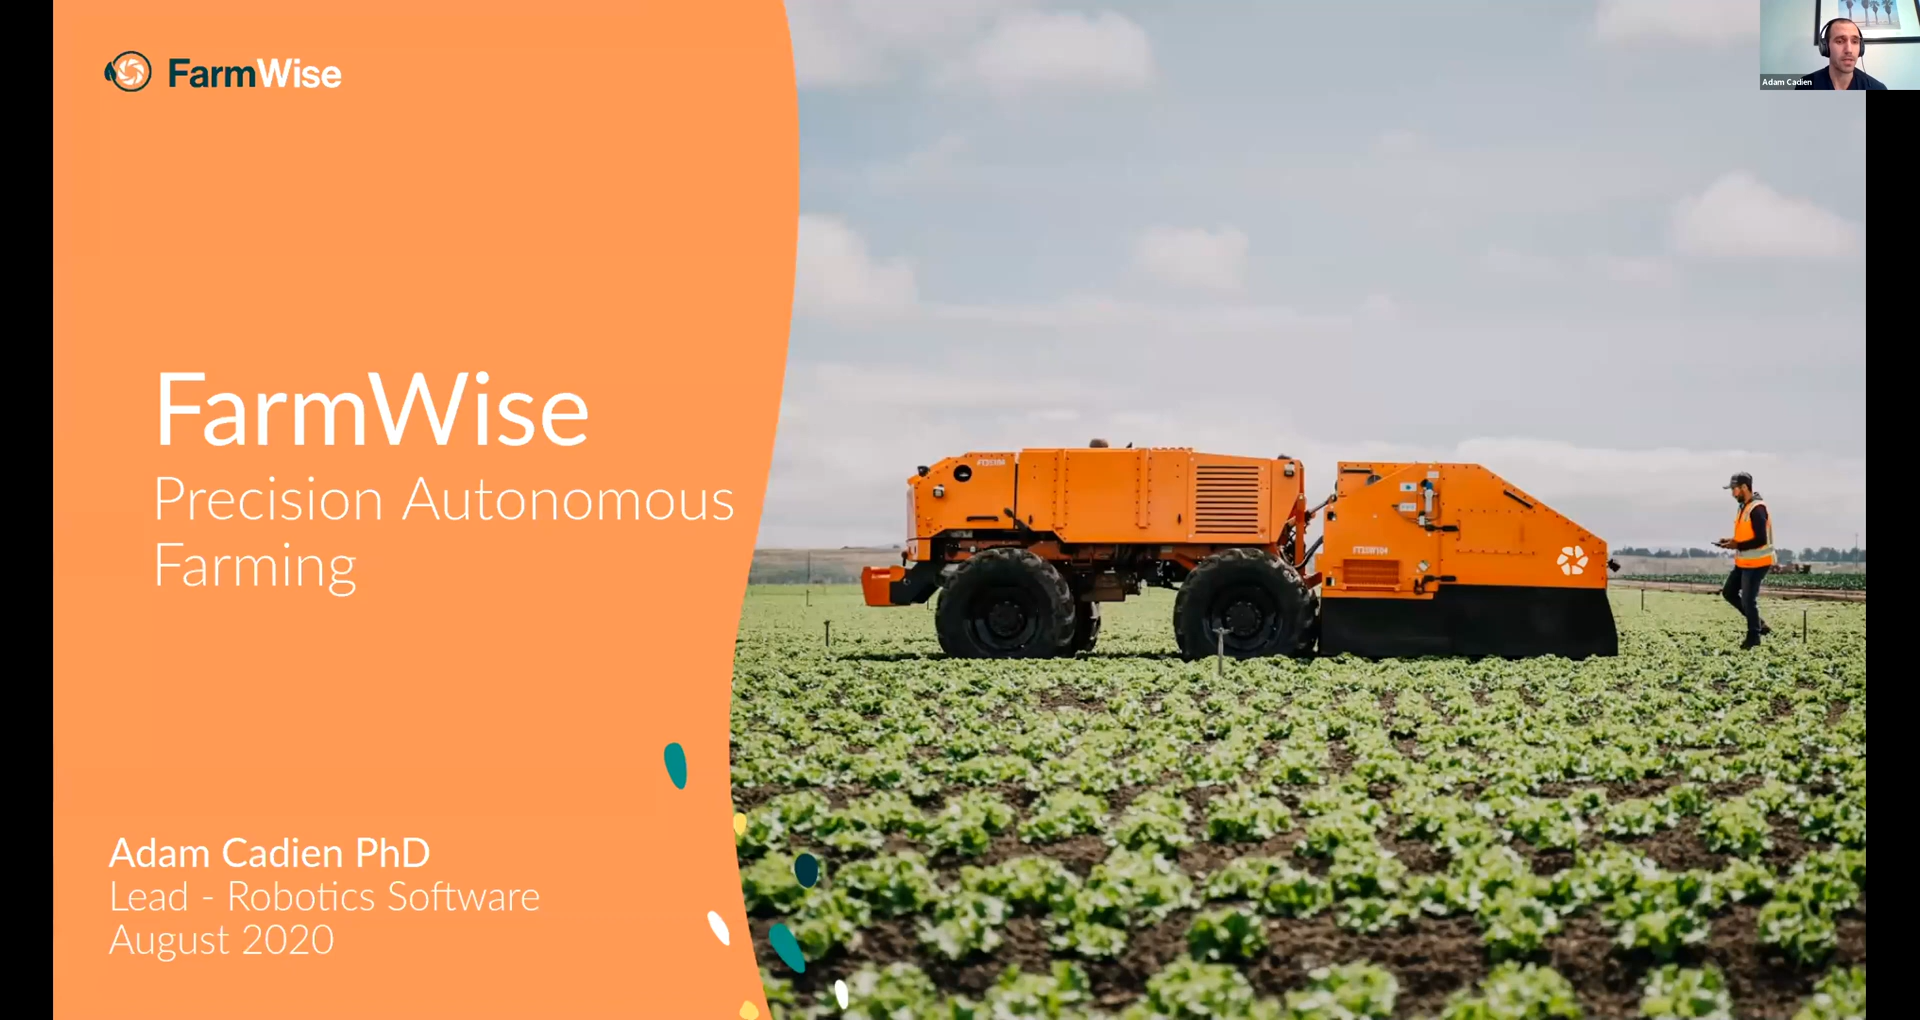 FarmWise
Adam Cadien
FarmWise
Precision Autonomous
Farming
Adam Cadien PhD
Lead - Robotics Software
August 2020